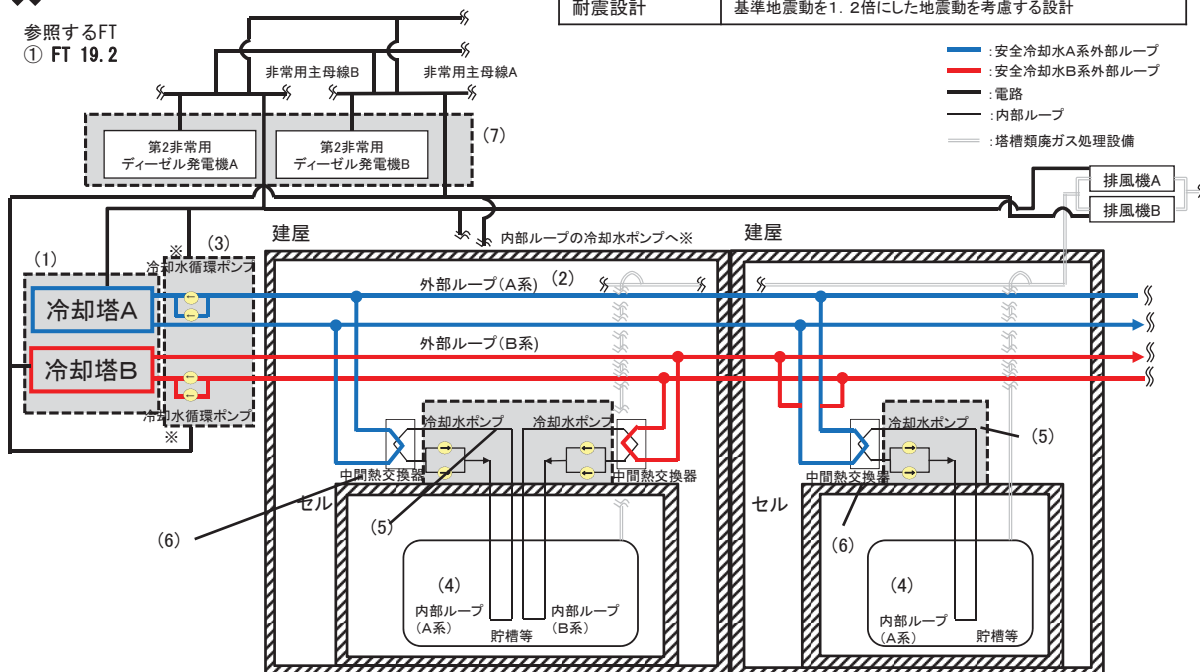 耐震設計
基準地震動を1.2倍にした地震動を考慮する設計
参照するFT
① FT 19.2
:安全冷却水A系外部ループ
:安全冷却水B系外部ループ
:電路
:内部ループ
:塔槽類廃ガス処理設備
非常用主母線B
非常用主母線A
(7)
第2非常用
ディーゼル発電機A
第2非常用
ディーゼル発電機B
排風機A
排風機B
建屋
内部ループの冷却水ポンプへ※
建屋
(1)
※
(3)
冷却水循環ポンプ
外部ループ(A系)
(2)
冷却塔A
外部ループ(B系)
冷却塔B
冷却水循環ポンプ
※
冷却水ポンプ
冷却水ポンプ
冷却水ポンプ
(5)
中間熱交換器
中間熱交換器
中間熱交換器
セル
セル
(6)
(5)
(6)
(4)
(4)
内部ループ
(A系)
内部ループ
(B系)
貯槽等
内部ループ
(A系)
貯槽等